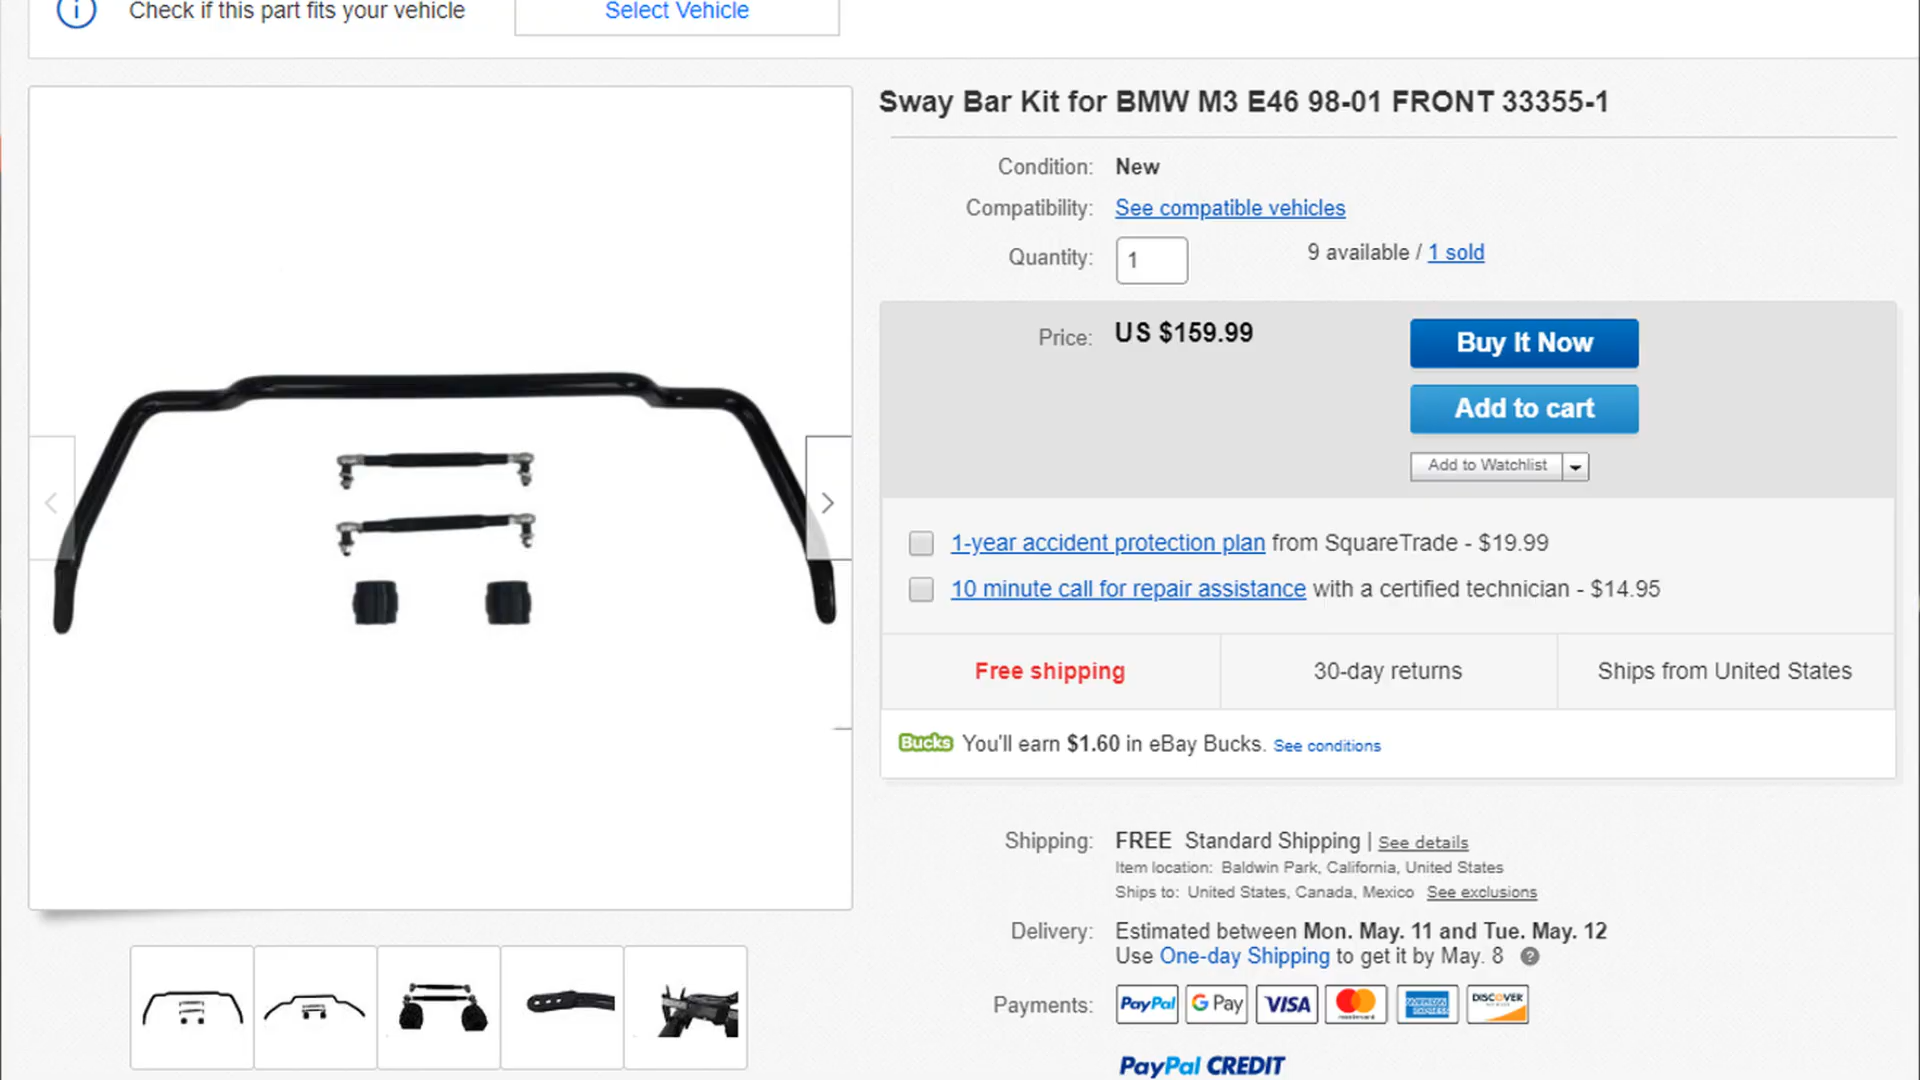 Check if this part fits your vehicle
Select Vehicle
Sway Bar Kit for BMW M3 E46 98-01 FRONT 33355-1
Condition: New
Compatibility: See compatible vehicles
Quantity: 1 9 available / 1 sold
Price: US $159.99
Buy It Now
Add to cart
Add to Watchlist
1-year accident protection plan from SquareTrade - $19.99
10 minute call for repair assistance with a certified technician - $14.95
Free shipping 30-day returns Ships from United States
Bucks You'll earn $1.60 in eBay Bucks. See conditions
Shipping: FREE Standard Shipping | See details
Item location: Baldwin Park, California, United States
Ships to: United States, Canada, Mexico See exclusions
Delivery: Estimated between Mon. May. 11 and Tue. May. 12
Use One-day Shipping to get it by May. 8 ?
Payments: PayPal G Pay VISA mastercard AMERICAN EXPRESS DISCOVER
PayPal CREDIT